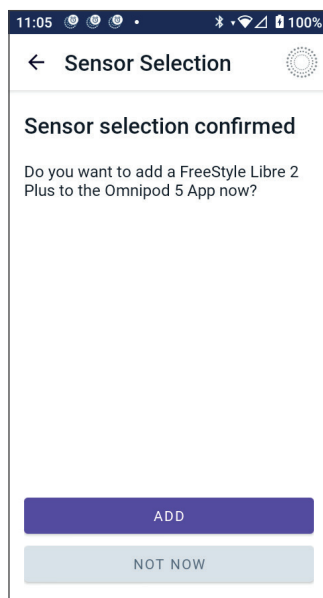 11:05 100%
Sensor Selection
Sensor selection confirmed
Do you want to add a FreeStyle Libre 2
Plus to the Omnipod 5 App now?
ADD
NOT NOW